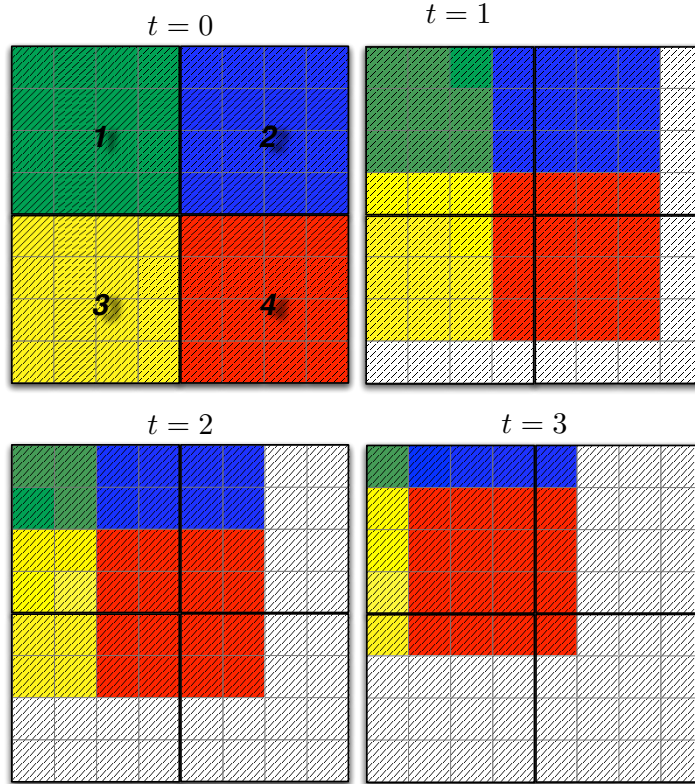 t = 0
t = 1
1
2
3
4
t = 2
t = 3